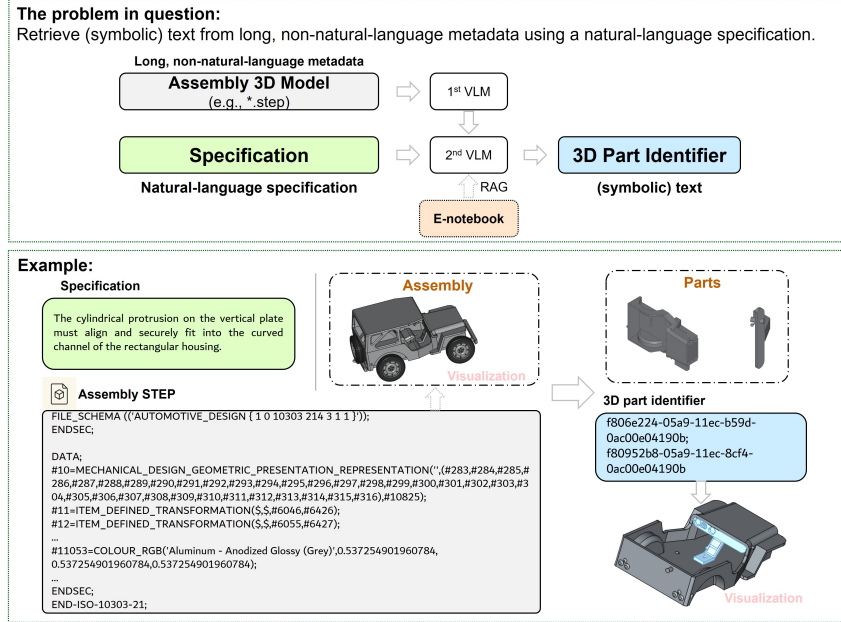 The problem in question:
Retrieve (symbolic) text from long, non-natural-language metadata using a natural-language specification.
Long, non-natural-language metadata
Assembly 3D Model
(e.g., *.step)
1st VLM
Specification
2nd VLM
3D Part Identifier
Natural-language specification
RAG
(symbolic) text
E-notebook
Example:
Specification
The cylindrical protrusion on the vertical plate
must align and securely fit into the curved
channel of the rectangular housing.
Assembly
Visualization
Parts
Assembly STEP
FILE_SCHEMA (('AUTOMOTIVE_DESIGN { 1 0 10303 214 3 1 1 }'));
ENDSEC;
DATA;
#10=MECHANICAL_DESIGN_GEOMETRIC_PRESENTATION_REPRESENTATION('',(#283,#284,#285,#
286,#287,#288,#289,#290,#291,#292,#293,#294,#295,#296,#297,#298,#299,#300,#301,#302,#303,#3
04,#305,#306,#307,#308,#309,#310,#311,#312,#313,#314,#315,#316),#10825);
#11=ITEM_DEFINED_TRANSFORMATION($,$,#6046,#6426);
#12=ITEM_DEFINED_TRANSFORMATION($,$,#6055,#6427);
...
#11053=COLOUR_RGB('Aluminum - Anodized Glossy (Grey)',0.537254901960784,
0.537254901960784,0.537254901960784);
...
ENDSEC;
END-ISO-10303-21;
3D part identifier
f806e224-05a9-11ec-b59d-
0ac00e04190b;
f80952b8-05a9-11ec-8cf4-
0ac00e04190b
Visualization